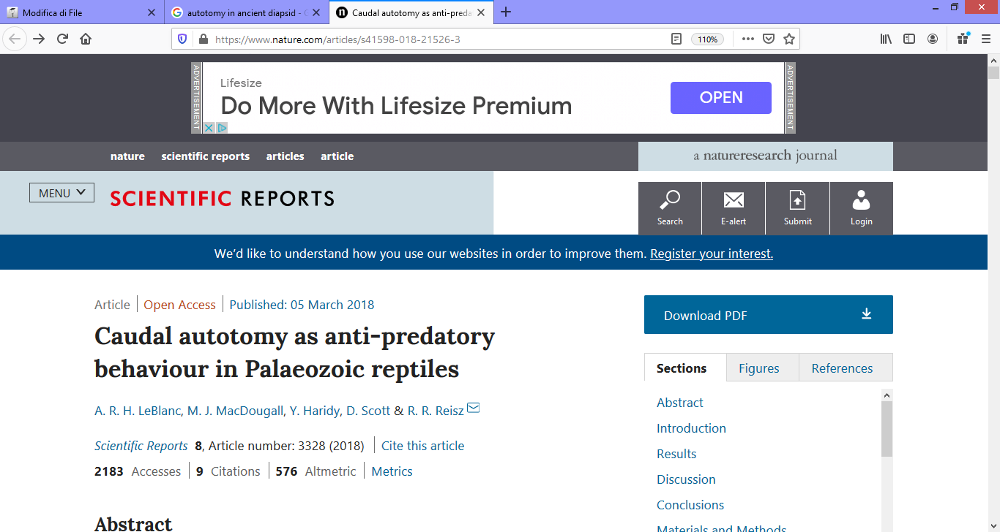 Modifica di File
autotomy in ancient diapsid - G
Caudal autotomy as anti-preda
https://www.nature.com/articles/s41598-018-21526-3
110%
ADVERTISEMENT
Lifesize
Do More With Lifesize Premium
OPEN
ADVERTISEMENT
nature scientific reports articles article
a natureresearch journal
MENU
SCIENTIFIC REPORTS
Search E-alert Submit Login
We'd like to understand how you use our websites in order to improve them. Register your interest.
Article Open Access Published: 05 March 2018
Caudal autotomy as anti-predatory
behaviour in Palaeozoic reptiles
A. R. H. LeBlanc, M. J. MacDougall, Y. Haridy, D. Scott & R. R. Reisz
Scientific Reports 8, Article number: 3328 (2018) Cite this article
2183 Accesses 9 Citations 576 Altmetric Metrics
Abstract
Download PDF
Sections Figures References
Abstract
Introduction
Results
Discussion
Conclusions
Materials and Methods